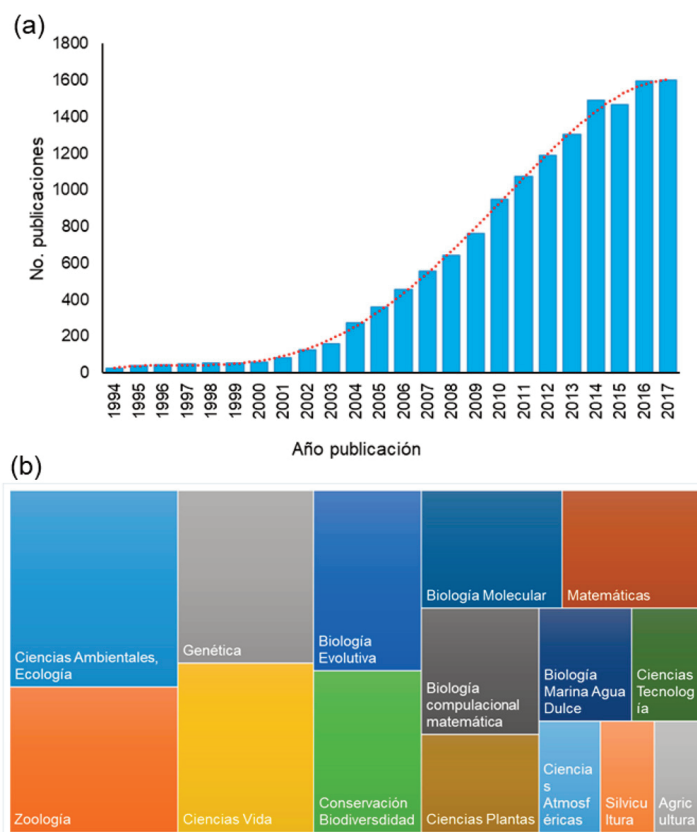 (a)
No. publicaciones
1800
1600
1400
1200
1000
800
600
400
200
0
1994 1995 1996 1997 1998 1999 2000 2001 2002 2003 2004 2005 2006 2007 2008 2009 2010 2011 2012 2013 2014 2015 2016 2017
Año publicación
(b)
Ciencias Ambientales,
Ecología
Zoología
Genética
Ciencias Vida
Biología
Evolutiva
Conservación
Biodiversdidad
Biología Molecular
Matemáticas
Biología
compulacional
matemática
Ciencias Plantas
Biología
Marina Agua
Dulce
Ciencias
Tecnolog
ía
Ciencia
s
Atmosf
éricas
Silvicu
ltura
Agric
ultura